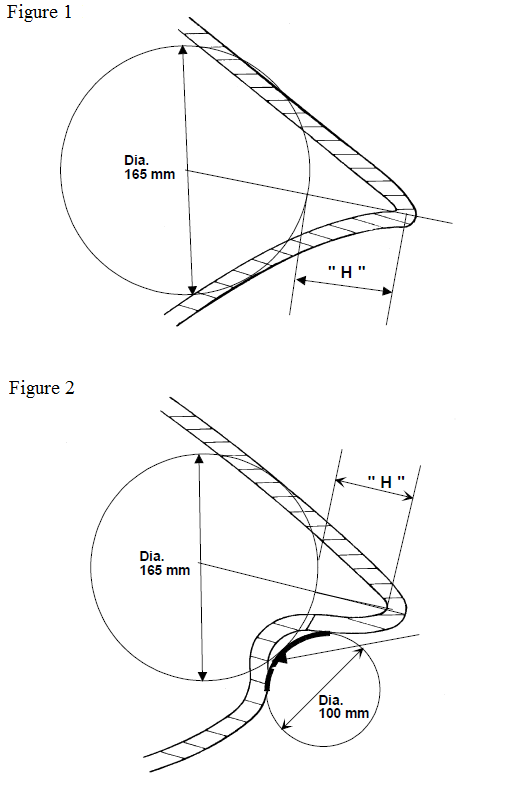 Figure 1
Dia.
165 mm
" H "
Figure 2
" H "
Dia.
165 mm
Dia.
100 mm